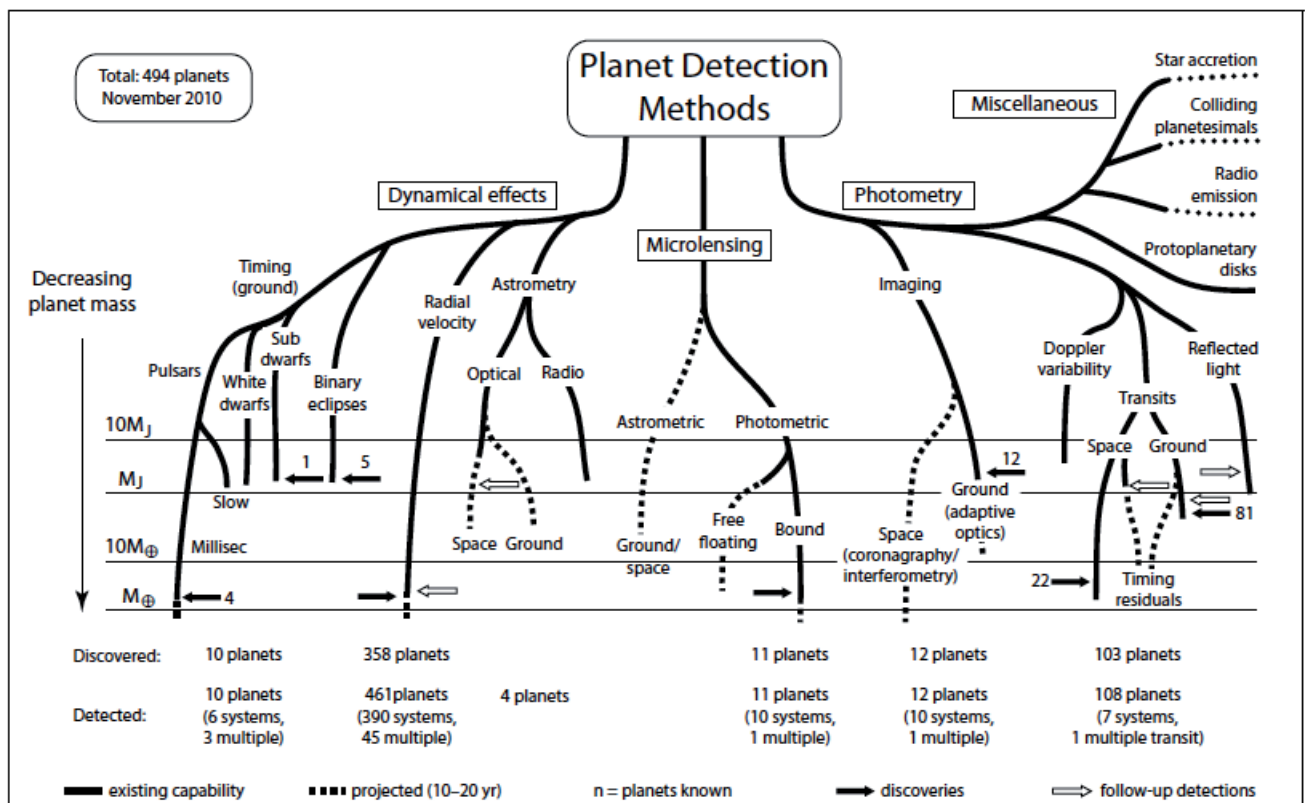 Total: 494 planets
November 2010
Planet Detection
Methods
Dynamical effects
Microlensing
Photometry
Miscellaneous
Star accretion
Colliding
planetesimals
Radio
emission
Protoplanetary
disks
Decreasing
planet mass
Timing
(ground)
Pulsars
White
dwarfs
Sub
dwarfs
Binary
eclipses
Radial
velocity
Astrometry
Optical
Radio
Astrometric
Photometric
Imaging
Doppler
variability
Transits
Reflected
light
Space
Ground
10MJ
MJ
10M⊕
M⊕
Slow
Millisec
1
5
4
Space
Ground
Ground/
space
Free
floating
Bound
12
Ground
(adaptive
optics)
Space
(coronagraphy/
interferometry)
22
81
Timing
residuals
Discovered:
10 planets
358 planets
11 planets
12 planets
103 planets
Detected:
10 planets
(6 systems,
3 multiple)
461planets
(390 systems,
45 multiple)
4 planets
11 planets
(10 systems,
1 multiple)
12 planets
(10 systems,
1 multiple)
108 planets
(7 systems,
1 multiple transit)
existing capability
projected (10–20 yr)
n = planets known
discoveries
follow-up detections